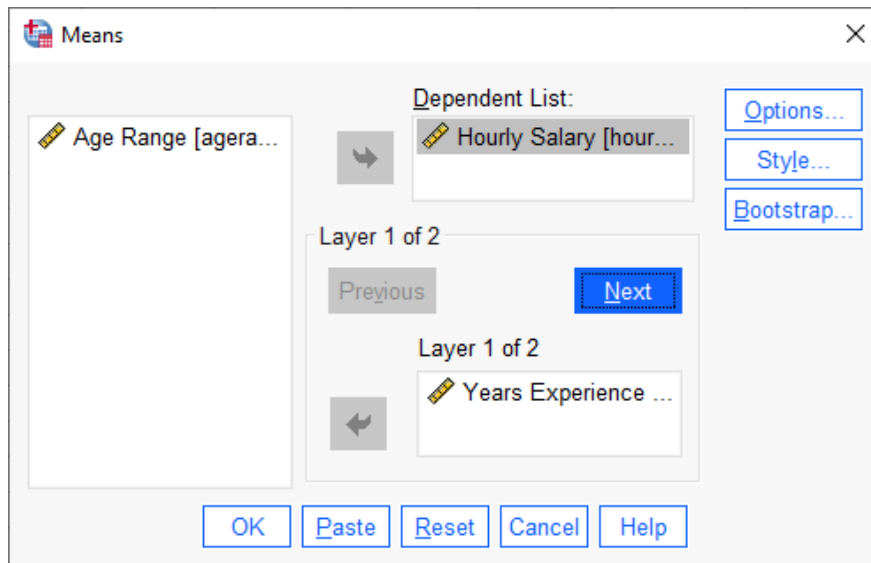 Means
Dependent List:
Age Range [agera...
Hourly Salary [hour...
Options...
Style...
Bootstrap...
Layer 1 of 2
Previous
Next
Layer 1 of 2
Years Experience ...
OK
Paste
Reset
Cancel
Help